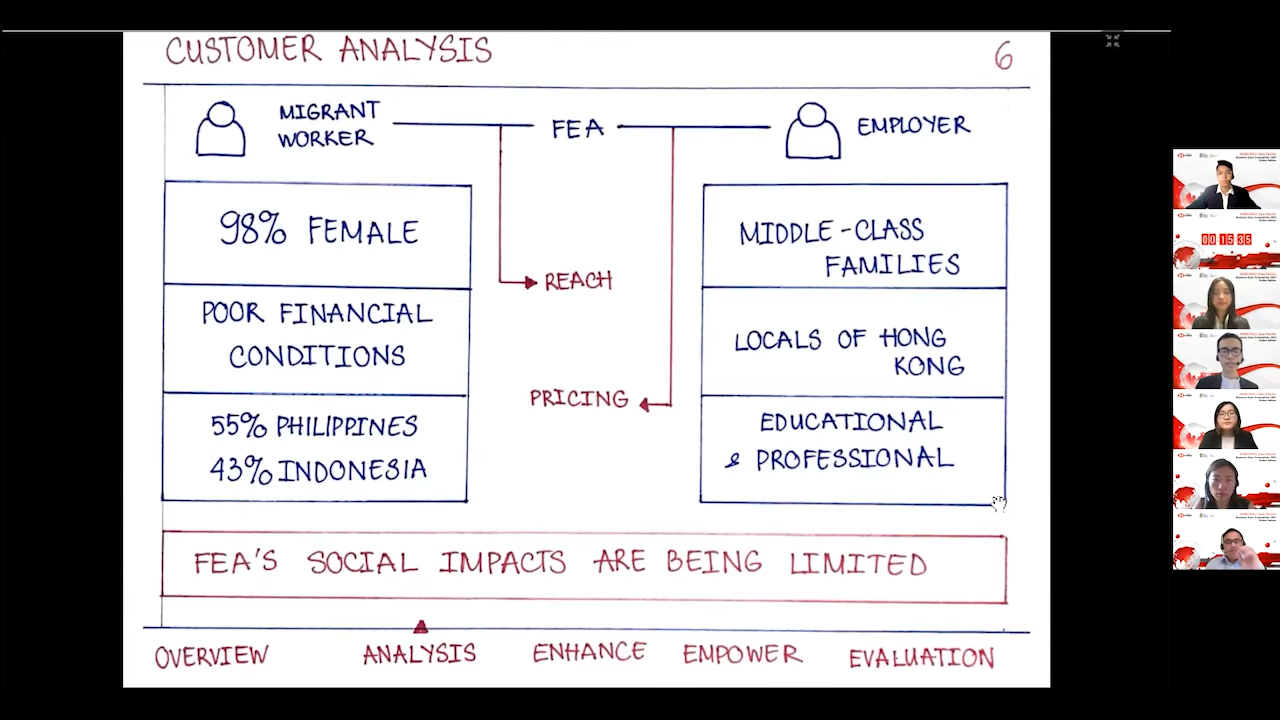 CUSTOMER ANALYSIS
6
MIGRANT
WORKER
FEA
EMPLOYER
98% FEMALE
POOR FINANCIAL
CONDITIONS
55% PHILIPPINES
43% INDONESIA
REACH
PRICING
MIDDLE-CLASS
FAMILIES
LOCALS OF HONG
KONG
EDUCATIONAL
& PROFESSIONAL
FEA'S SOCIAL IMPACTS ARE BEING LIMITED
OVERVIEW ANALYSIS ENHANCE EMPOWER EVALUATION
00 15 35